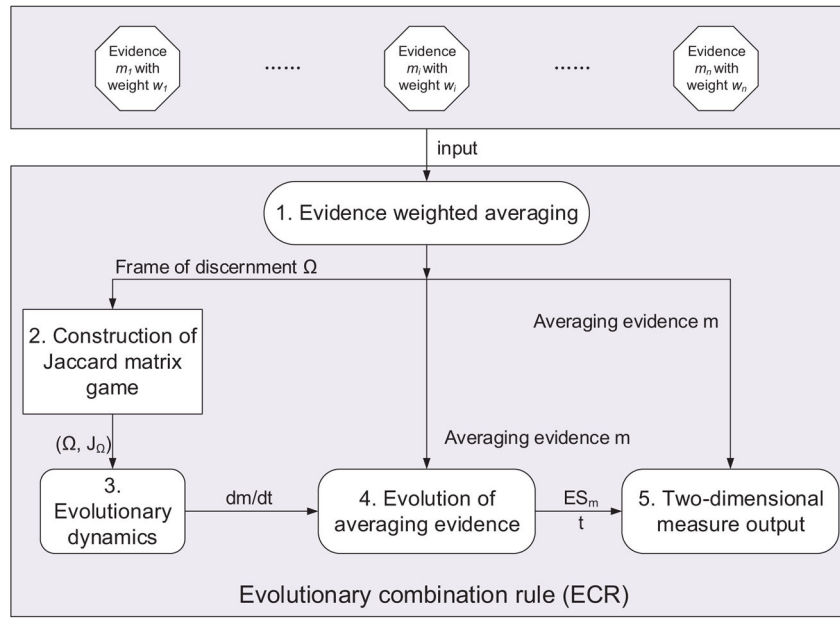 Evidence
m1 with
weight w1
......
Evidence
mi with
weight wi
......
Evidence
mn with
weight wn
input
1. Evidence weighted averaging
Frame of discernment Ω
2. Construction of
Jaccard matrix
game
Averaging evidence m
(Ω, JΩ)
Averaging evidence m
3.
Evolutionary
dynamics
dm/dt
4. Evolution of
averaging evidence
ESm
t
5. Two-dimensional
measure output
Evolutionary combination rule (ECR)